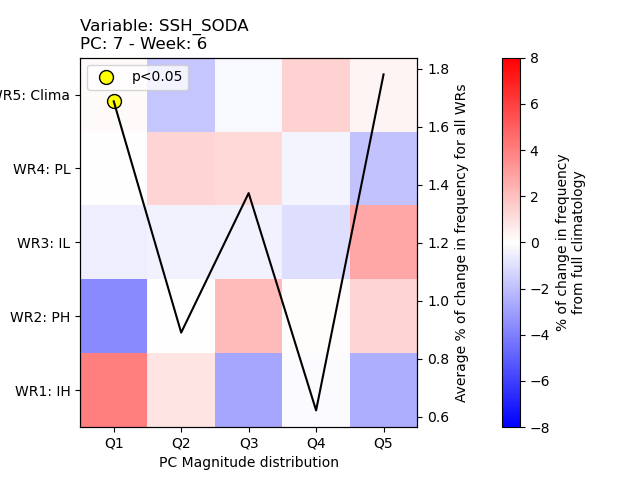 Variable: SSH_SODA
PC: 7 - Week: 6
p<0.05
WR5: Clima
WR4: PL
WR3: IL
WR2: PH
WR1: IH
Q1 Q2 Q3 Q4 Q5
PC Magnitude distribution
1.8
1.6
1.4
1.2
1.0
0.8
0.6
Average % of change in frequency for all WRs
8
6
4
2
0
−2
−4
−6
−8
% of change in frequency
from full climatology